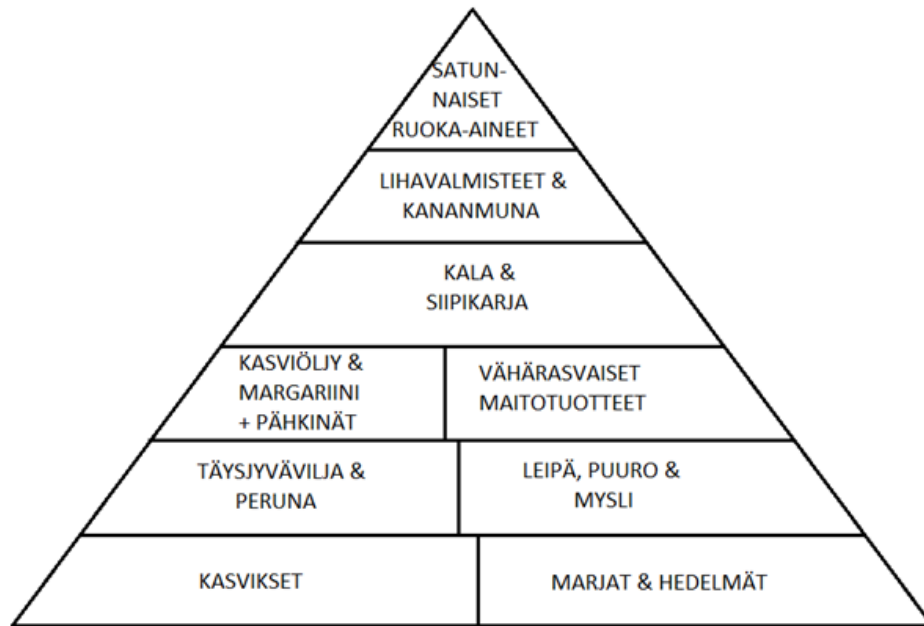 SATUN-
NAISET
RUOKA-AINEET
LIHAVALMISTEET &
KANANMUNA
KALA &
SIIPIKARJA
KASVIÖLJY &
MARGARIINI
+ PÄHKINÄT
VÄHÄRASVAISET
MAITOTUOTTEET
TÄYSJYVÄVILJA &
PERUNA
LEIPÄ, PUURO &
MYSLI
KASVIKSET
MARJAT & HEDELMÄT